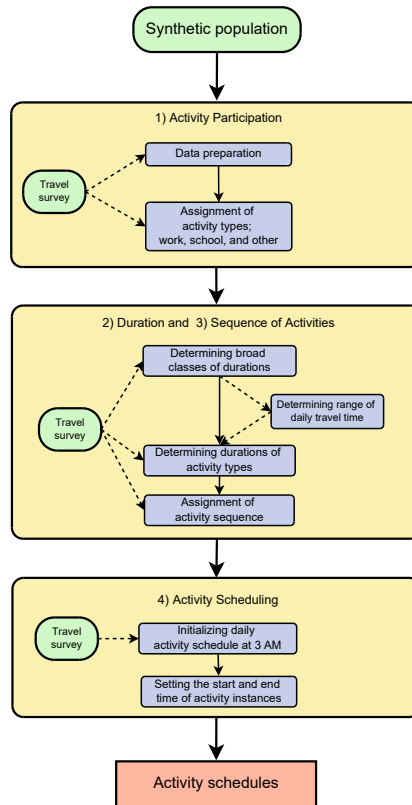 Synthetic population
1) Activity Participation
Data preparation
Travel
survey
Assignment of
activity types;
work, school, and other
2) Duration and 3) Sequence of Activities
Determining broad
classes of durations
Determining range of
daily travel time
Travel
survey
Determining durations of
activity types
Assignment of
activity sequence
4) Activity Scheduling
Travel
survey
Initializing daily
activity schedule at 3 AM
Setting the start and end
time of activity instances
Activity schedules